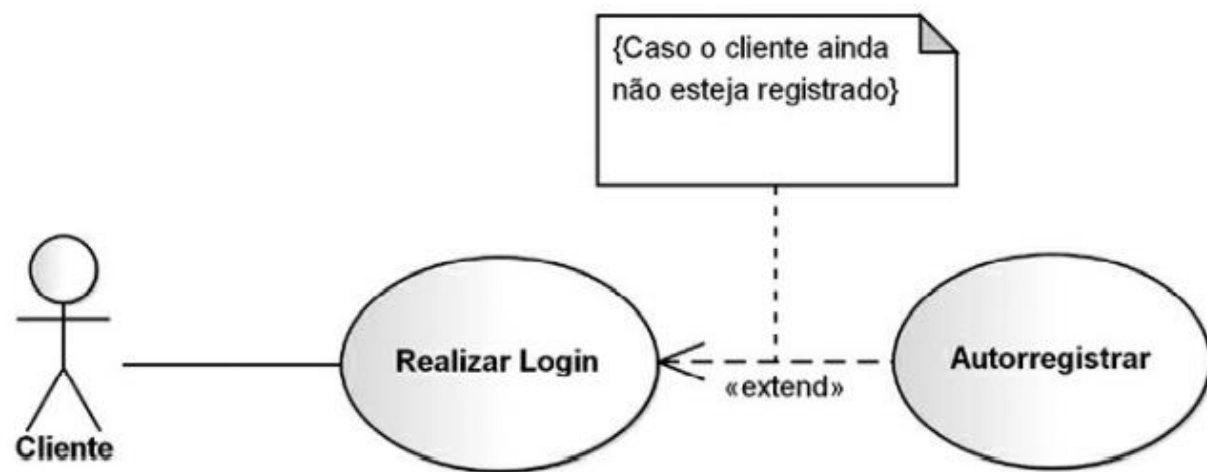 {Caso o cliente ainda
não esteja registrado}
Realizar Login
«extend»
Autorregistrar
Cliente